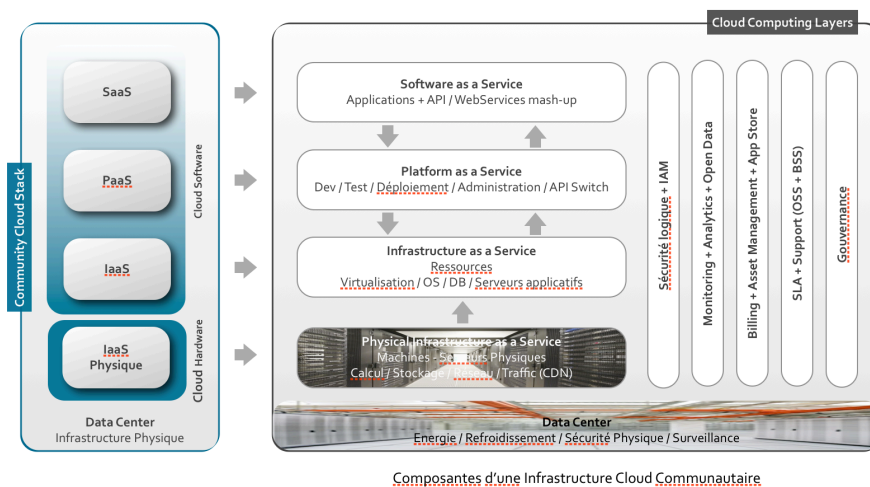 Cloud Computing Layers
Community Cloud Stack
SaaS
PaaS
IaaS
Cloud Software
IaaS
Physique
Cloud Hardware
Data Center
Infrastructure Physique
Software as a Service
Applications + API / WebServices mash-up
Platform as a Service
Dev / Test / Déploiement / Administration / API Switch
Infrastructure as a Service
Ressources
Virtualisation / OS / DB / Serveurs applicatifs
Physical Infrastructure as a Service
Machines - Serveurs Physiques
Calcul / Stockage / Réseau / Traffic (CDN)
Sécurité logique + IAM
Monitoring + Analytics + Open Data
Billing + Asset Management + App Store
SLA + Support (OSS + BSS)
Gouvernance
Data Center
Energie / Refroidissement / Sécurité Physique / Surveillance
Composantes d'une Infrastructure Cloud Communautaire